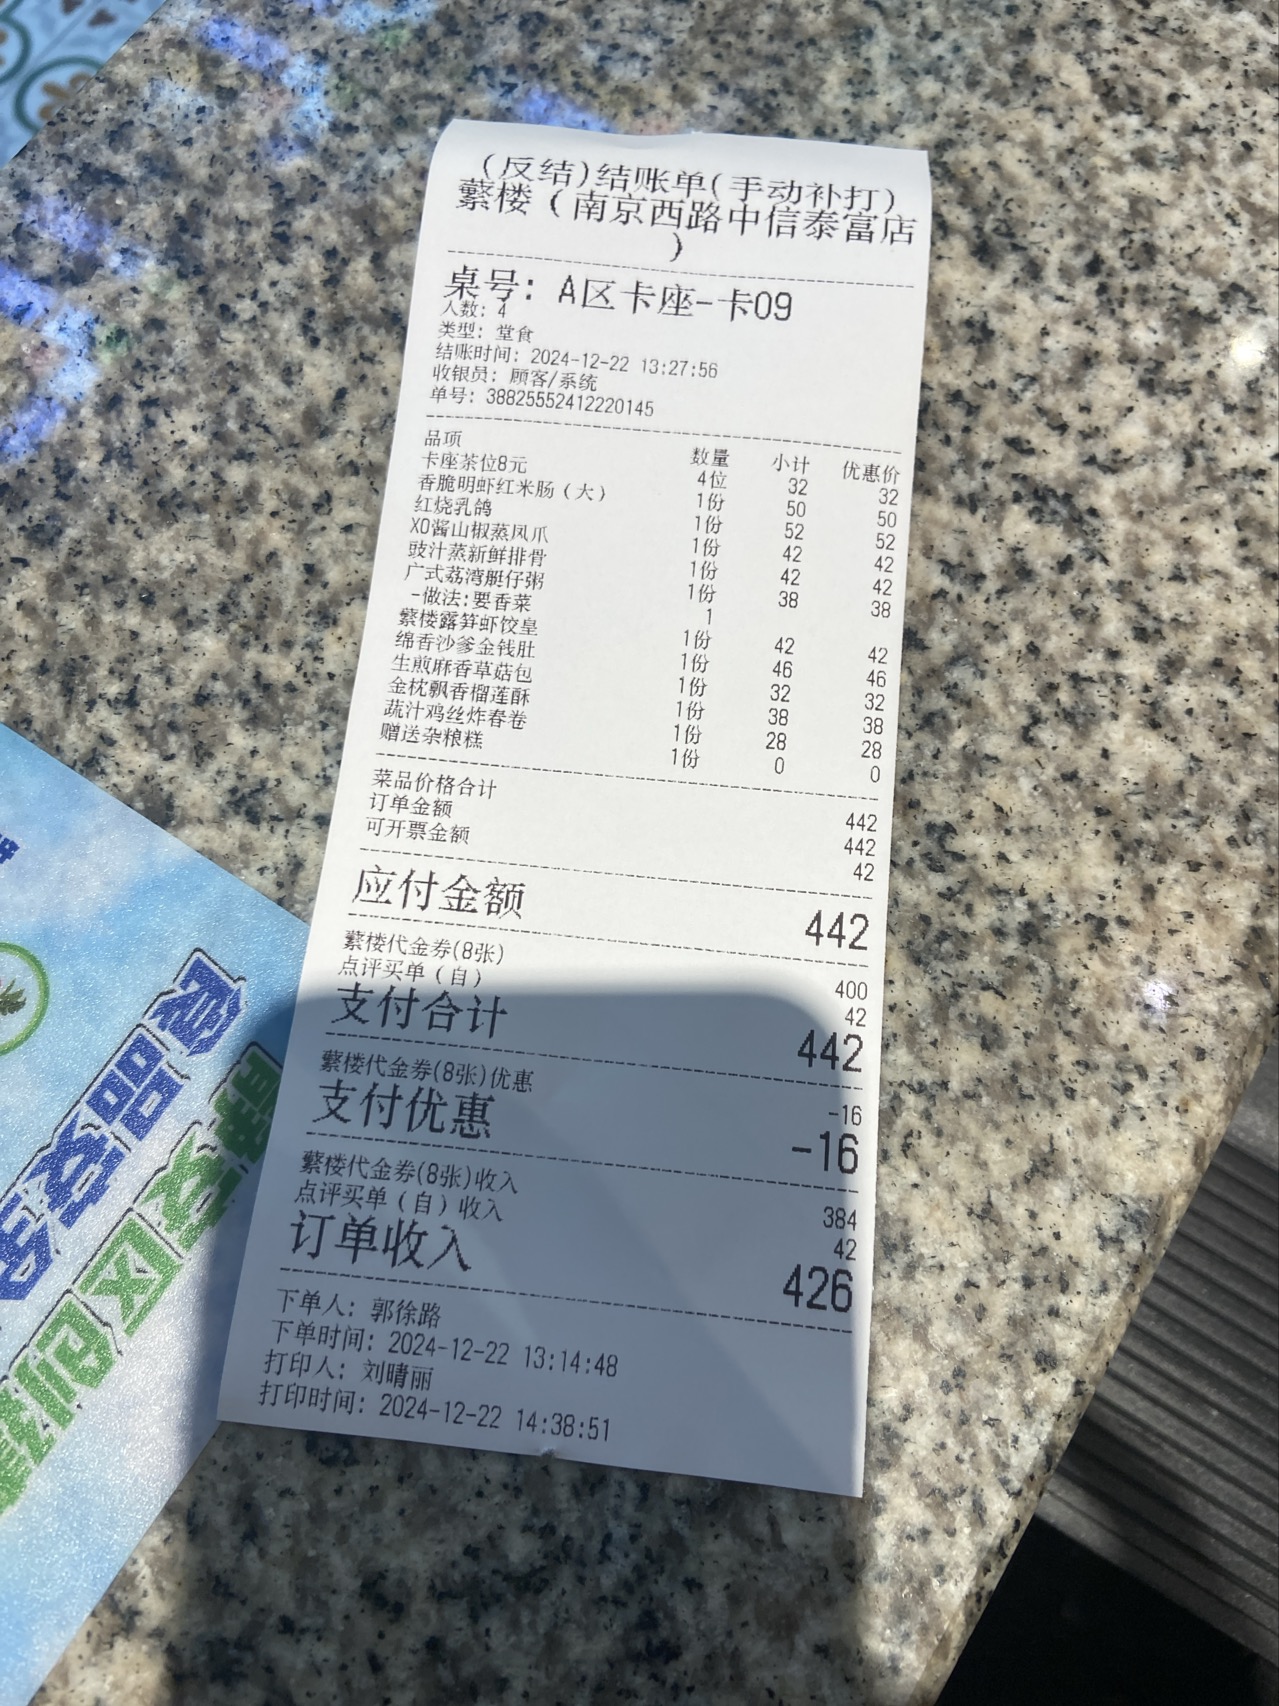 (反结)结账单(手动补打)
蘩楼（南京西路中信泰富店
）
桌号：A区卡座-卡09
人数：4
类型：堂食
结账时间：2024-12-22 13:27:56
收银员：顾客/系统
单号：38825552412220145
品项 数量 小计 优惠价
卡座茶位8元 4位 32 32
香脆明虾红米肠（大） 1份 50 50
红烧乳鸽 1份 52 52
XO酱山椒蒸凤爪 1份 42 42
豉汁蒸新鲜排骨 1份 42 42
广式荔湾艇仔粥 1份 38 38
-做法:要香菜 1
蘩楼露笋虾饺皇 1份 42 42
绵香沙爹金钱肚 1份 46 46
生煎麻香草菇包 1份 32 32
金枕飘香榴莲酥 1份 38 38
蔬汁鸡丝炸春卷 1份 28 28
赠送杂粮糕 1份 0 0
菜品价格合计 442
订单金额 442
可开票金额 42
应付金额 442
蘩楼代金券(8张) 400
点评买单（自） 42
支付合计 442
蘩楼代金券(8张)优惠 -16
支付优惠 -16
蘩楼代金券(8张)收入 384
点评买单（自）收入 42
订单收入 426
下单人：郭徐路
下单时间：2024-12-22 13:14:48
打印人：刘晴丽
打印时间：2024-12-22 14:38:51
食品安